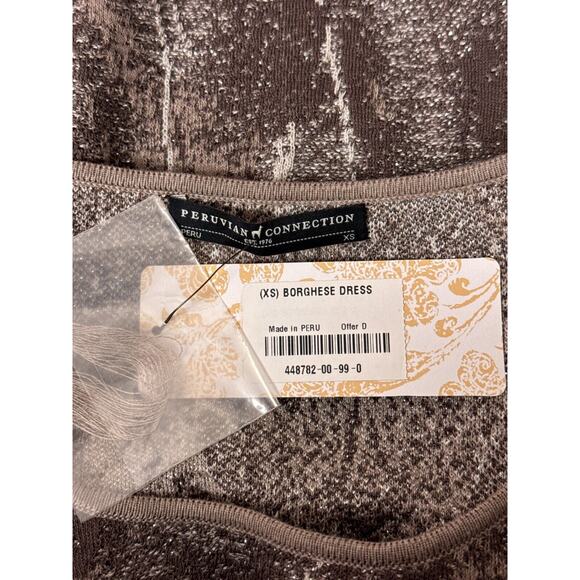 PERUVIAN CONNECTION
PERU EST. 1976 XS
(XS) BORGHESE DRESS
Made in PERU Offer D
448782-00-99-0